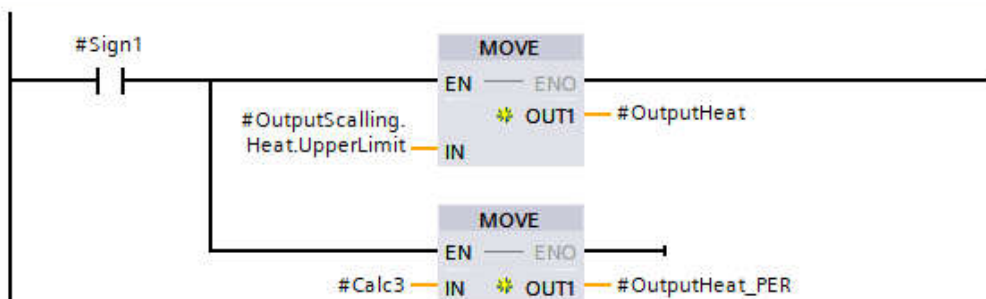 #Sign1
MOVE
EN
ENO
#OutputScalling.
Heat.UpperLimit
IN
OUT1
#OutputHeat
MOVE
EN
ENO
#Calc3
IN
OUT1
#OutputHeat_PER